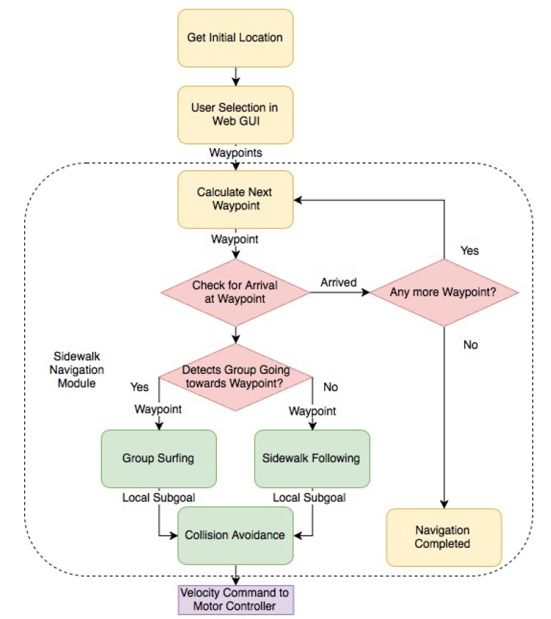 Get Initial Location
User Selection in
Web GUI
Waypoints
Calculate Next
Waypoint
Waypoint
Yes
Check for Arrival
at Waypoint
Arrived
Any more Waypoint?
No
Sidewalk
Navigation
Module
Detects Group Going
towards Waypoint?
Yes
No
Waypoint
Waypoint
Group Surfing
Sidewalk Following
Local Subgoal
Local Subgoal
Collision Avoidance
Navigation
Completed
Velocity Command to
Motor Controller